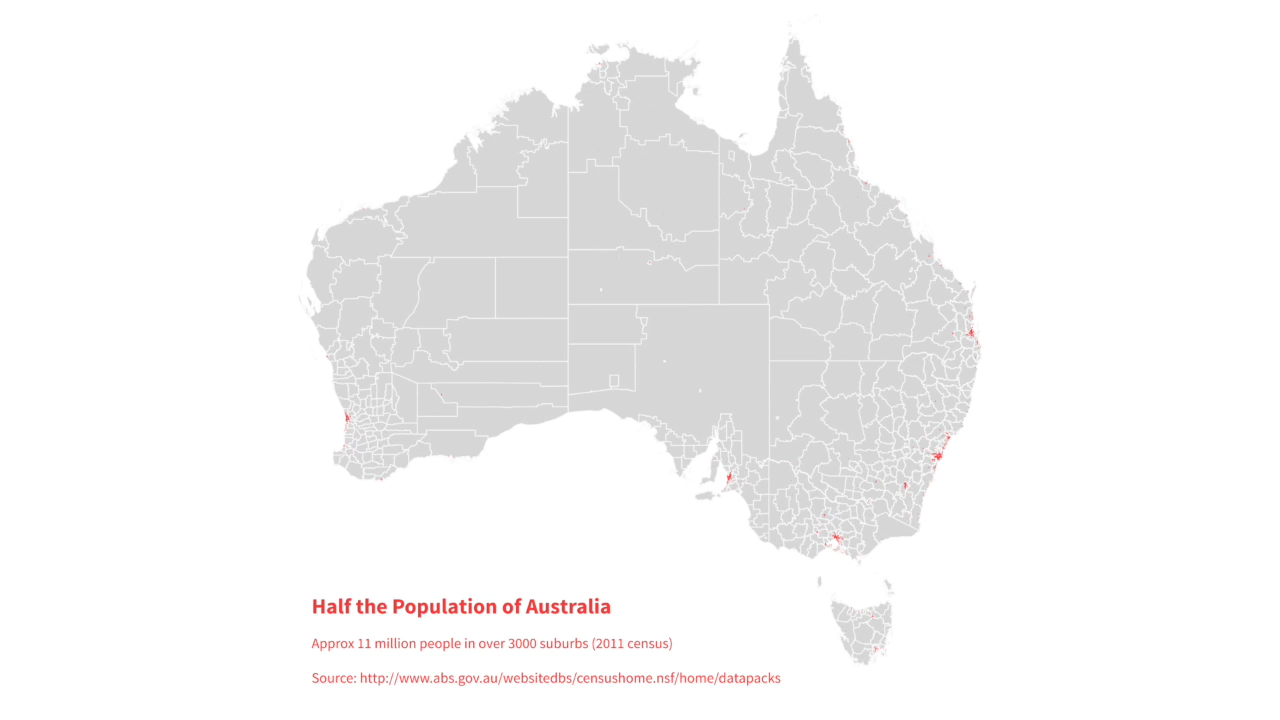 Half the Population of Australia
Approx 11 million people in over 3000 suburbs (2011 census)
Source: http://www.abs.gov.au/websitedbs/censushome.nsf/home/datapacks